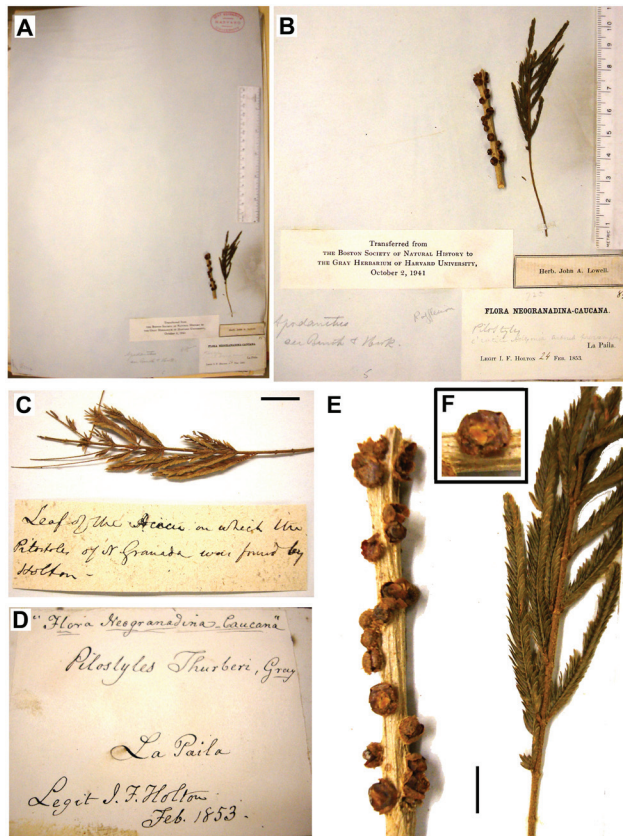 A
B
Transferred from
THE BOSTON SOCIETY OF NATURAL HISTORY to
THE GRAY HERBARIUM OF HARVARD UNIVERSITY,
October 2, 1941
Herb. John A. Lowell.
FLORA NEOGRANADINA-CAUCANA.
Apodanthes
Pilostyles
La Paila.
LEGIT I. F. HOLTON 24 FEB. 1853.
C
Leaf of the Acacia on which the
Pilostyles of N Granada was found by
Holton-
D
"Flora Neogranadina-Caucana"
Pilostyles Thurberi, Gray
La Paila
Legit I. F. Holton
Feb. 1853.
E
F